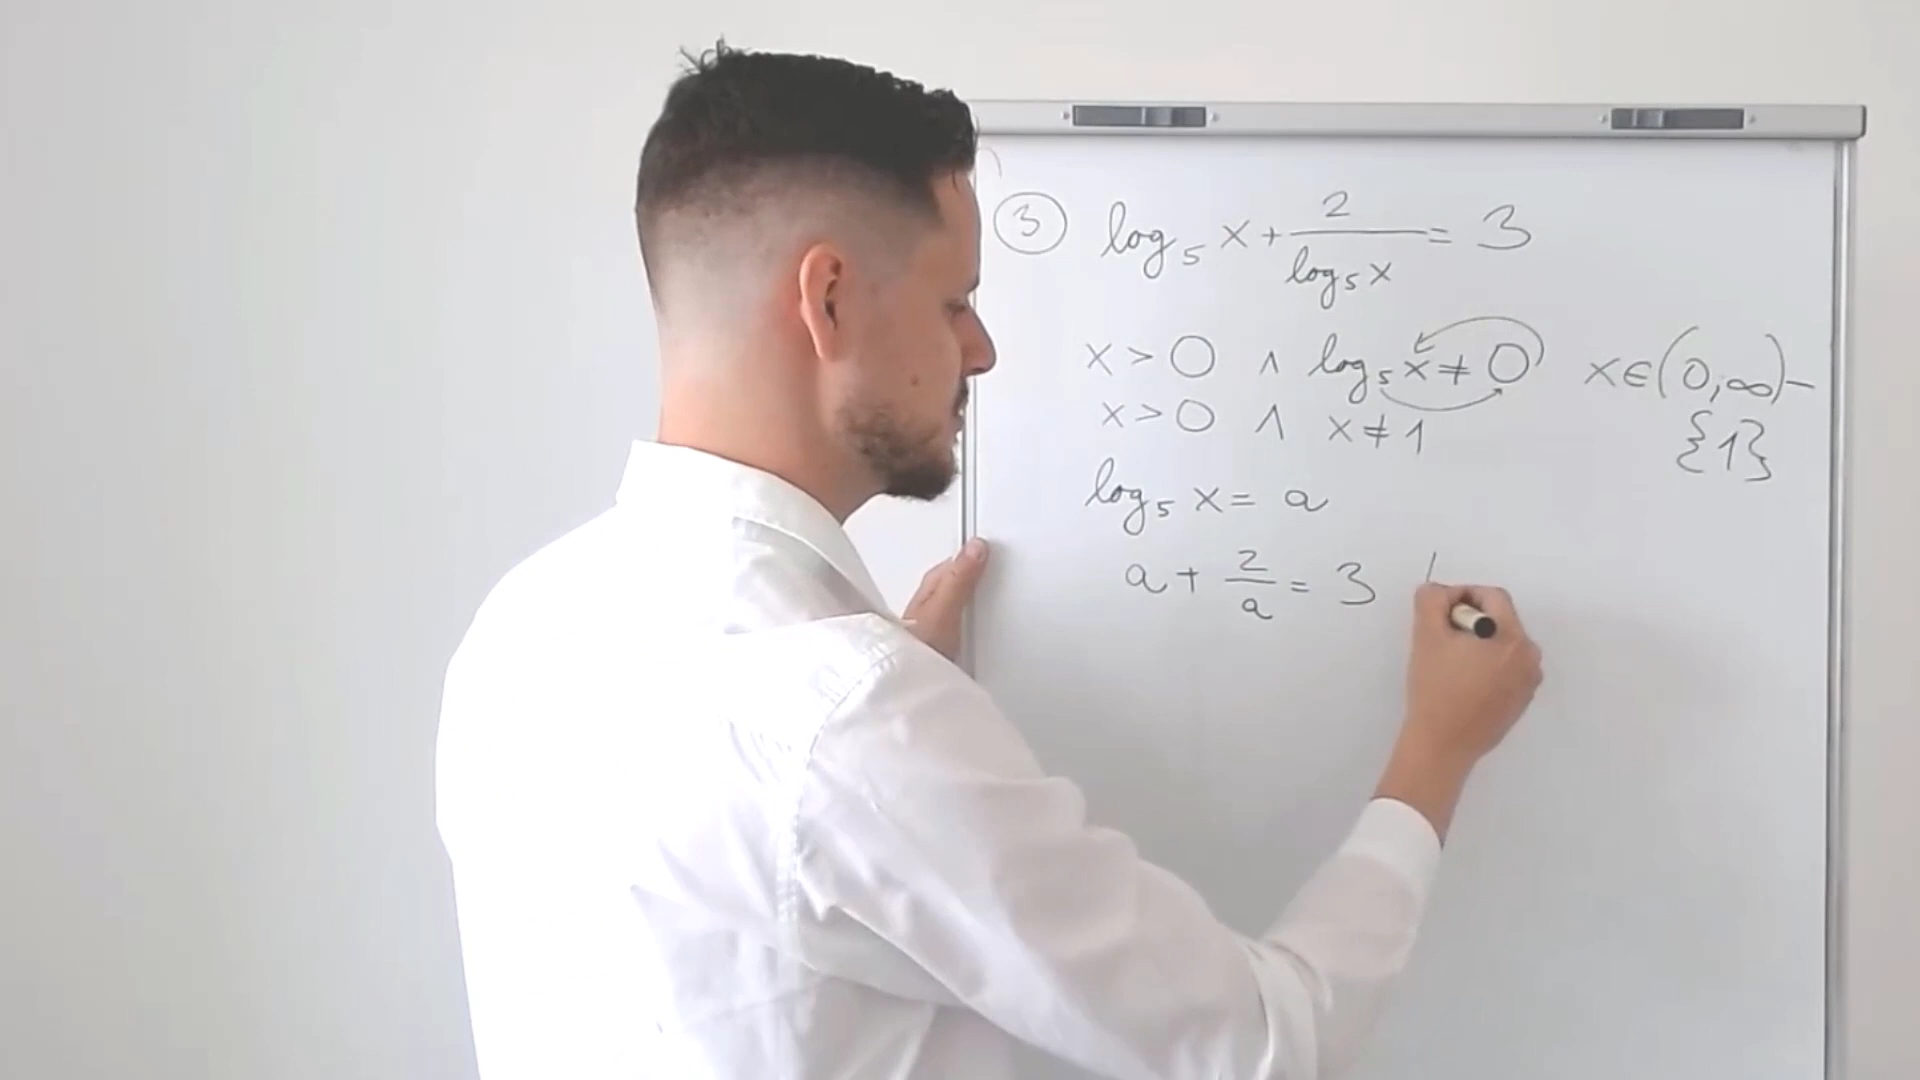 ③ log₅ x + 2/log₅ x = 3
x > 0 ∧ log₅ x ≠ 0 x ∈ (0, ∞) −
{1}
x > 0 ∧ x ≠ 1
log₅ x = a
a + 2/a = 3 /